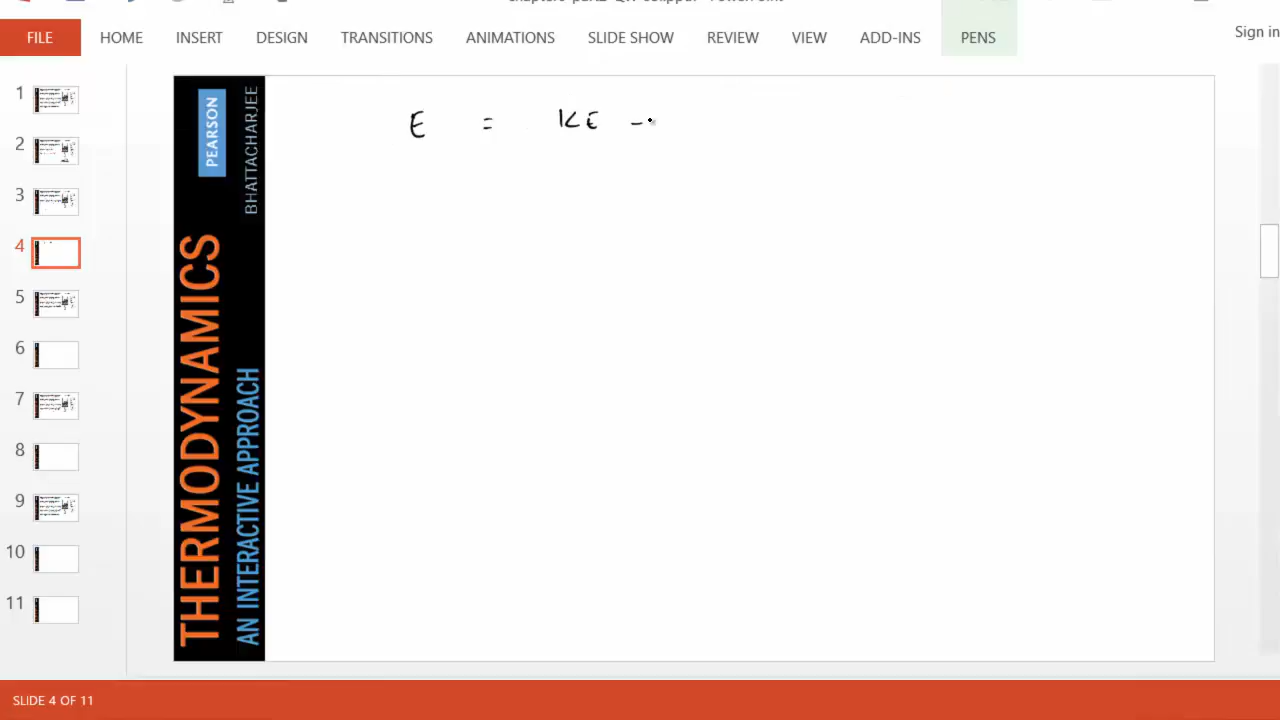 FILE HOME INSERT DESIGN TRANSITIONS ANIMATIONS SLIDE SHOW REVIEW VIEW ADD-INS PENS Sign in
1
2
3
4
5
6
7
8
9
10
11
PEARSON
BHATTACHARJEE
THERMODYNAMICS
AN INTERACTIVE APPROACH
E = KE -
SLIDE 4 OF 11